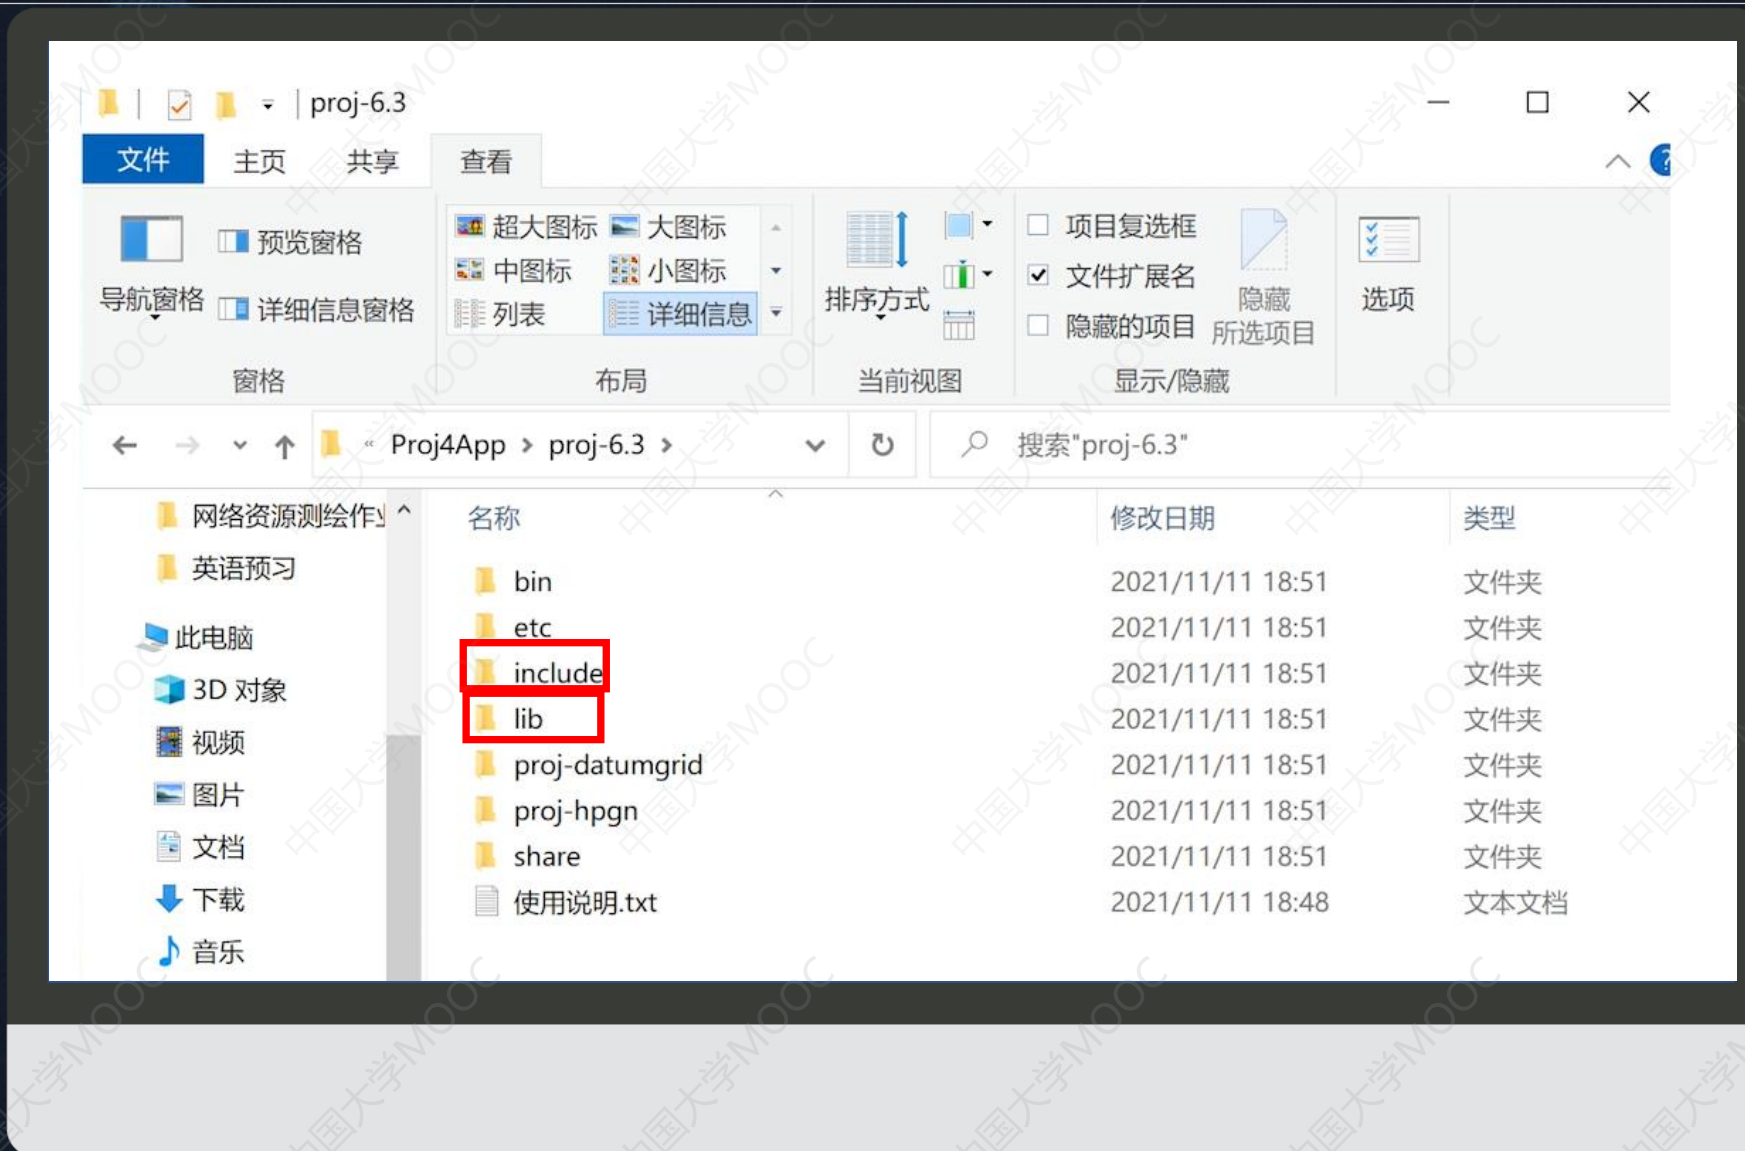 proj-6.3
文件 主页 共享 查看
导航窗格 预览窗格 详细信息窗格
窗格
超大图标 大图标
中图标 小图标
列表 详细信息
布局
排序方式
当前视图
项目复选框
文件扩展名
隐藏的项目
隐藏
所选项目
显示/隐藏
选项
« Proj4App > proj-6.3 >
搜索"proj-6.3"
网络资源测绘作
英语预习
此电脑
3D 对象
视频
图片
文档
下载
音乐
名称 修改日期 类型
bin 2021/11/11 18:51 文件夹
etc 2021/11/11 18:51 文件夹
include 2021/11/11 18:51 文件夹
lib 2021/11/11 18:51 文件夹
proj-datumgrid 2021/11/11 18:51 文件夹
proj-hpgn 2021/11/11 18:51 文件夹
share 2021/11/11 18:51 文件夹
使用说明.txt 2021/11/11 18:48 文本文档
中国大学MOOC